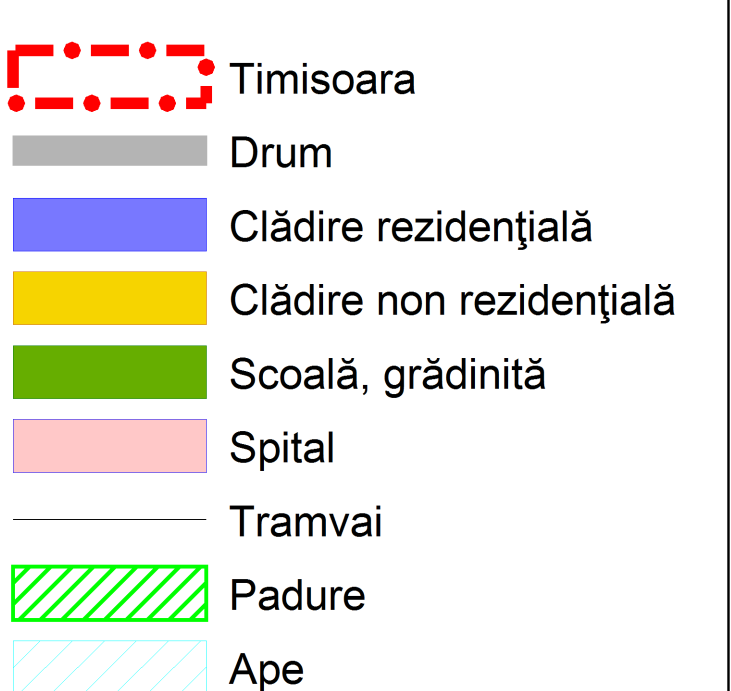 Timisoara
Drum
Clădire rezidenţială
Clădire non rezidenţială
Scoală, grădinită
Spital
Tramvai
Padure
Ape